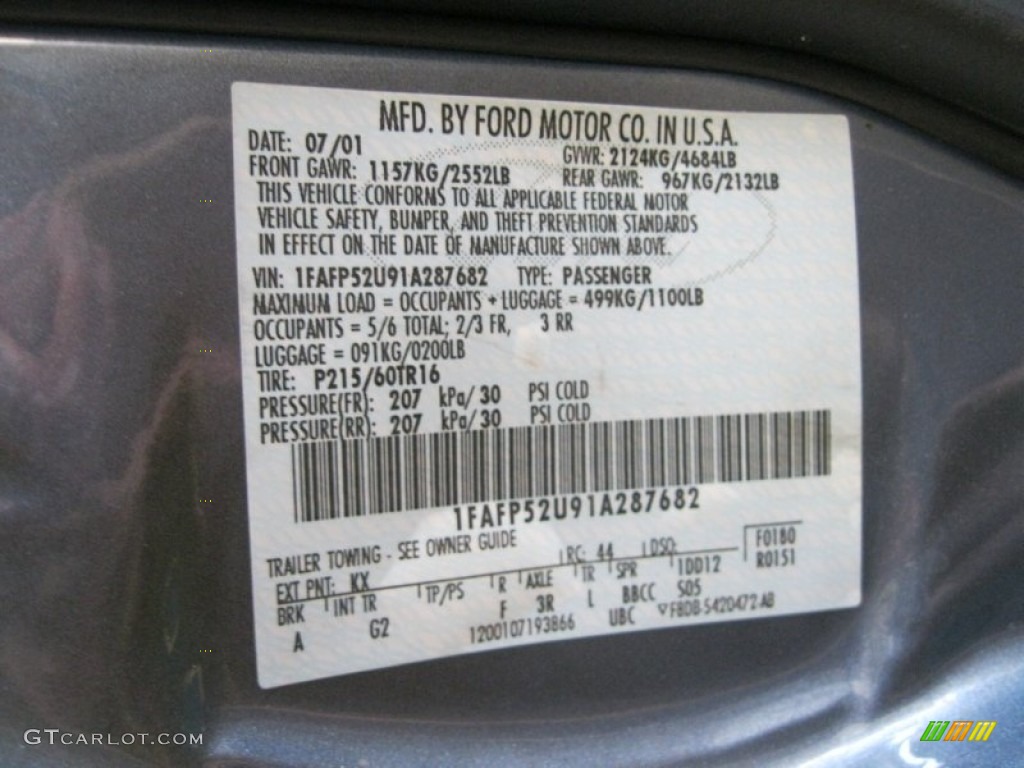 MFD. BY FORD MOTOR CO. IN U.S.A.
DATE: 07/01 GVWR: 2124KG/4684LB
FRONT GAWR: 1157KG/2552LB REAR GAWR: 967KG/2132LB
THIS VEHICLE CONFORMS TO ALL APPLICABLE FEDERAL MOTOR
VEHICLE SAFETY, BUMPER, AND THEFT PREVENTION STANDARDS
IN EFFECT ON THE DATE OF MANUFACTURE SHOWN ABOVE.
VIN: 1FAFP52U91A287682 TYPE: PASSENGER
MAXIMUM LOAD = OCCUPANTS + LUGGAGE = 499KG/1100LB
OCCUPANTS = 5/6 TOTAL; 2/3 FR, 3 RR
LUGGAGE = 091KG/0200LB
TIRE: P215/60TR16
PRESSURE(FR): 207 kPa/ 30 PSI COLD
PRESSURE(RR): 207 kPa/ 30 PSI COLD
1FAFP52U91A287682
TRAILER TOWING - SEE OWNER GUIDE
EXT PNT: KX RC: 44 DSO: F0180
R0151
BRK INT TR TP/PS R AXLE TR SPR 1DD12
A G2 F 3R L BBCC S05
1200107193866 UBC F8DB-5420472-AB
GTCARLOT.COM